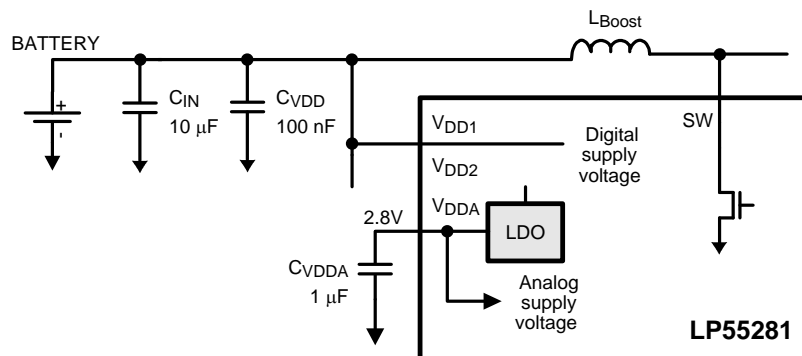 BATTERY
L_Boost
+
-
C_IN
10 μF
C_VDD
100 nF
V_DD1
V_DD2
V_DDA
2.8V
LDO
C_VDDA
1 μF
Digital
supply
voltage
SW
Analog
supply
voltage
LP55281